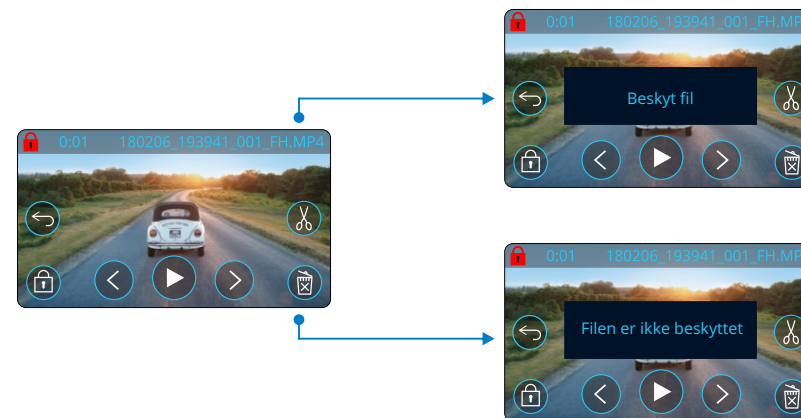 0:01 180206_193941_001_FH.MP4
0:01 180206_193941_001_FH.MP
Beskyt fil
0:01 180206_193941_001_FH.MP
Filen er ikke beskyttet